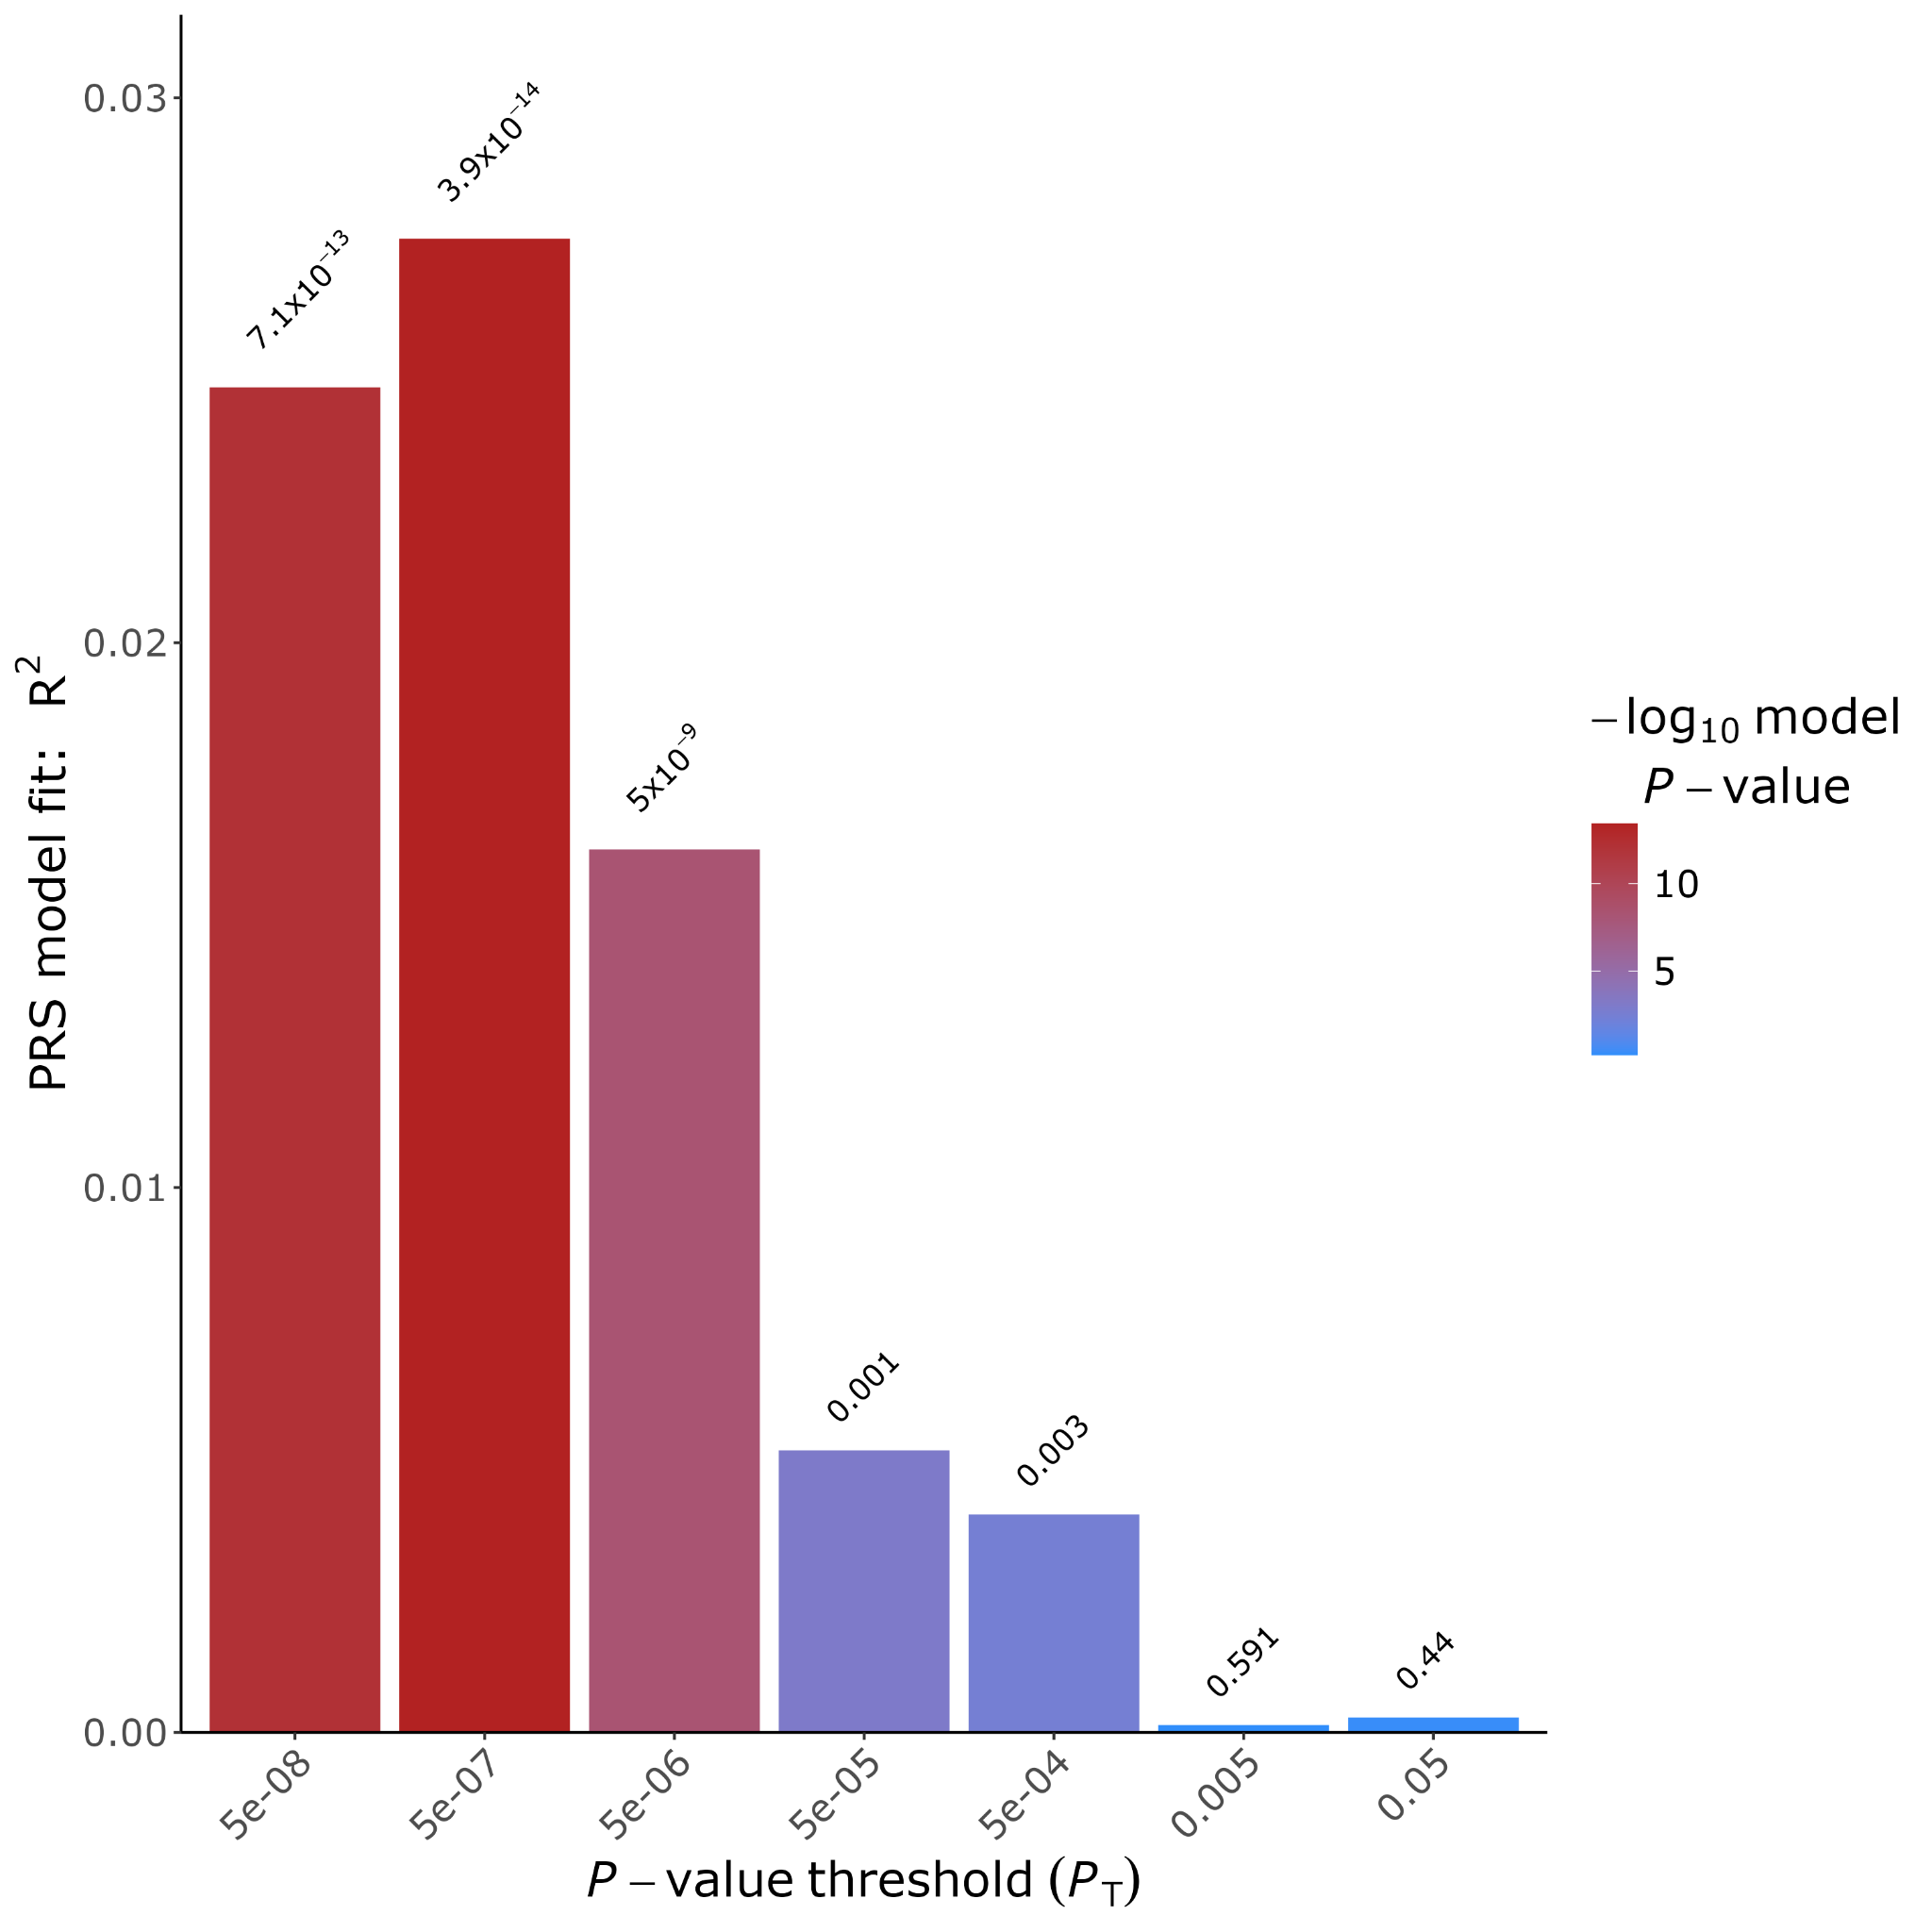 PRS model fit:  R²
0.03
0.02
0.01
0.00
7.1x10⁻¹³
3.9x10⁻¹⁴
5x10⁻⁹
0.001
0.003
0.591
0.44
5e-08
5e-07
5e-06
5e-05
5e-04
0.005
0.05
P – value threshold (P_T)
– log₁₀ model
P – value
10
5